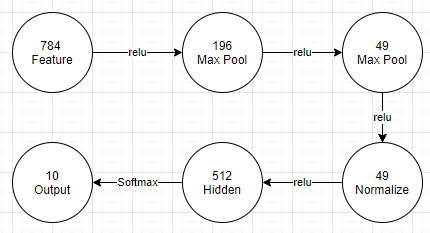 784
Feature
relu
196
Max Pool
relu
49
Max Pool
relu
49
Normalize
relu
512
Hidden
Softmax
10
Output